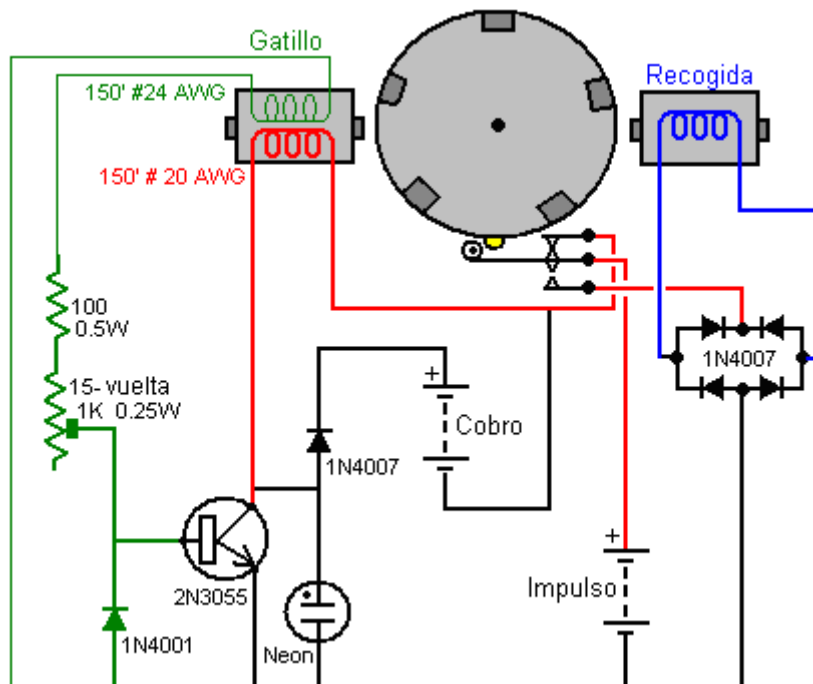 Gatillo
150' #24 AWG
Recogida
150' # 20 AWG
100
0.5W
15- vuelta
1K 0.25W
1N4007
+
Cobro
1N4007
2N3055
+
Impulso
1N4001
Neon